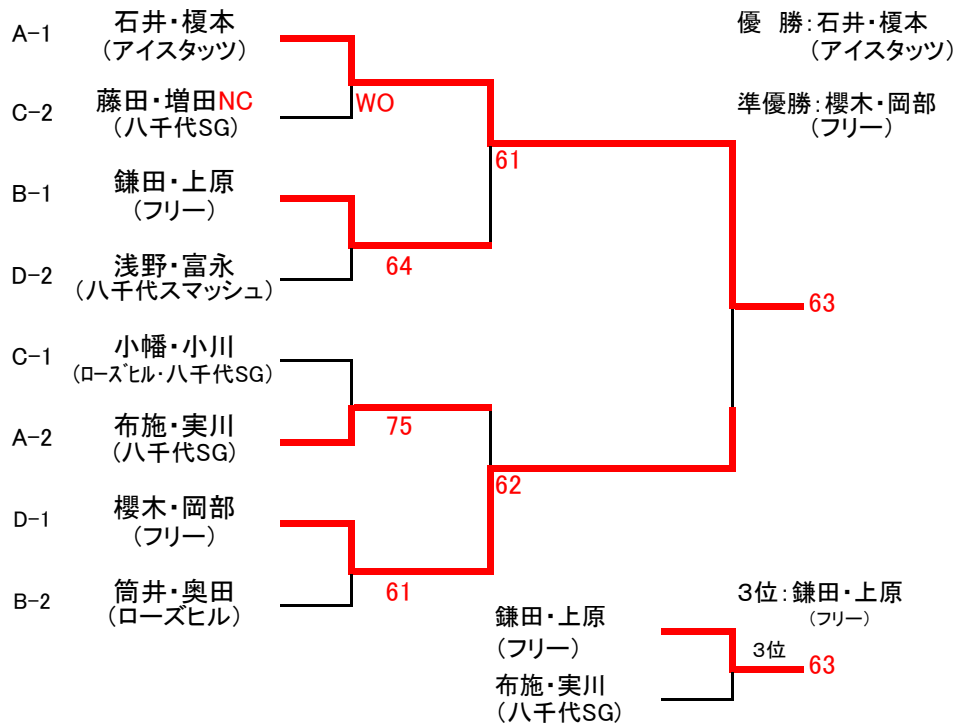 A-1
石井・榎本
(アイスタッツ)
C-2
藤田・増田NC
(八千代SG)
WO
B-1
鎌田・上原
(フリー)
61
D-2
浅野・富永
(八千代スマッシュ)
64
C-1
小幡・小川
(ローズヒル・八千代SG)
63
A-2
布施・実川
(八千代SG)
75
D-1
櫻木・岡部
(フリー)
62
B-2
筒井・奥田
(ローズヒル)
61
優 勝:石井・榎本
(アイスタッツ)
準優勝:櫻木・岡部
(フリー)
3位:鎌田・上原
(フリー)
鎌田・上原
(フリー)
3位
63
布施・実川
(八千代SG)